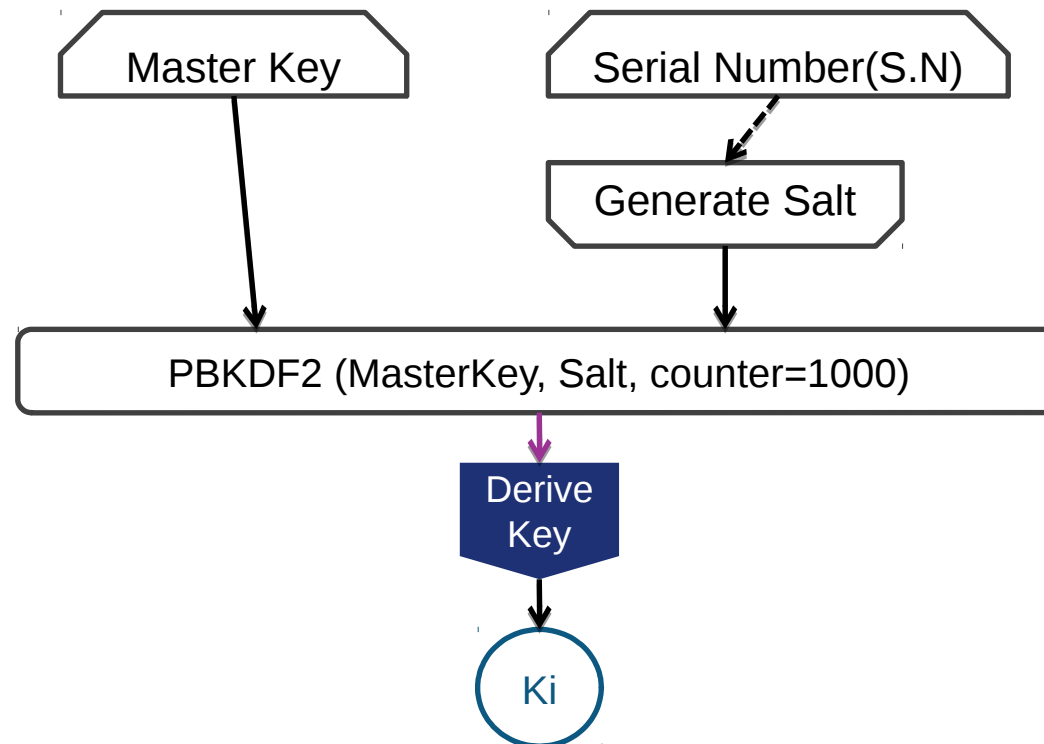 Master Key
Serial Number(S.N)
Generate Salt
PBKDF2 (MasterKey, Salt, counter=1000)
Derive
Key
Ki